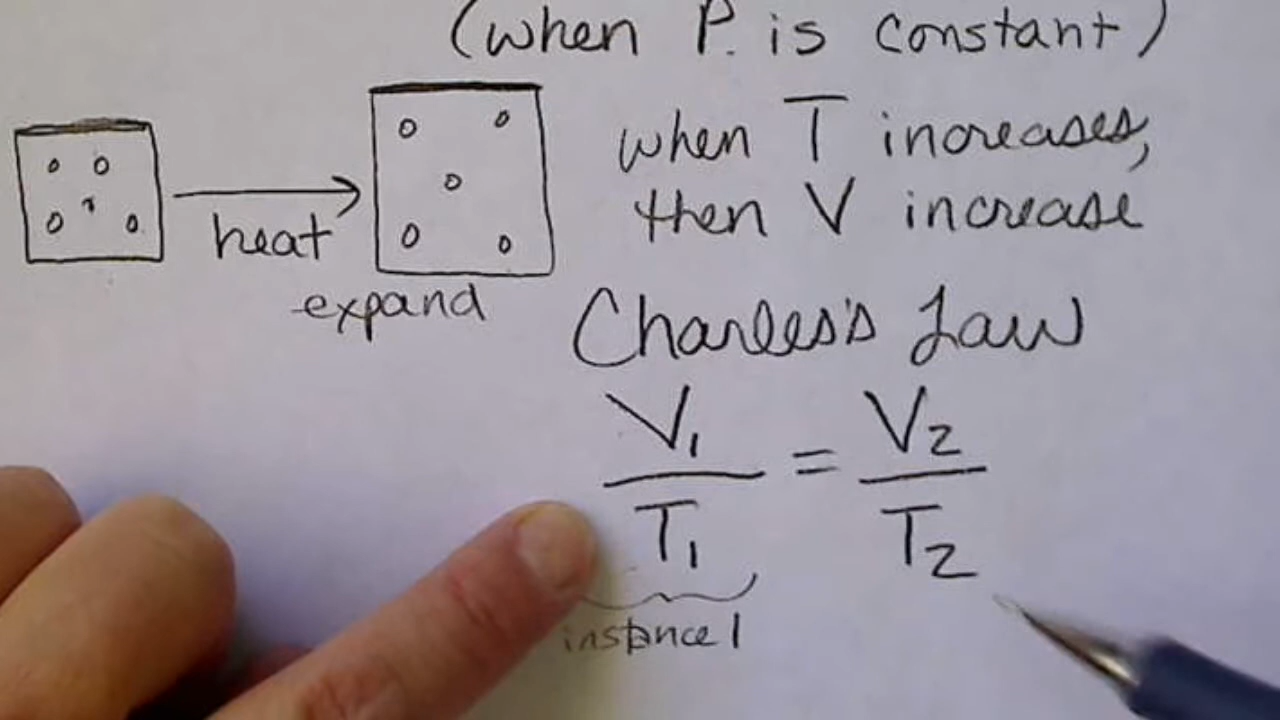 (when P. is constant)
when T increases,
then V increase
heat
expand
Charles's Law
V₁/T₁ = V₂/T₂
instance 1